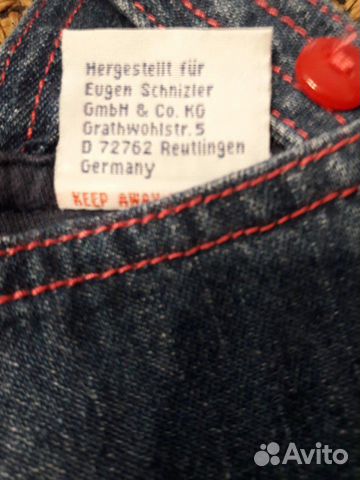 Hergestellt für
Eugen Schnizler
GmbH & Co. KG
Grathwohlstr. 5
D 72762 Reutlingen
Germany
KEEP AWAY
Avito